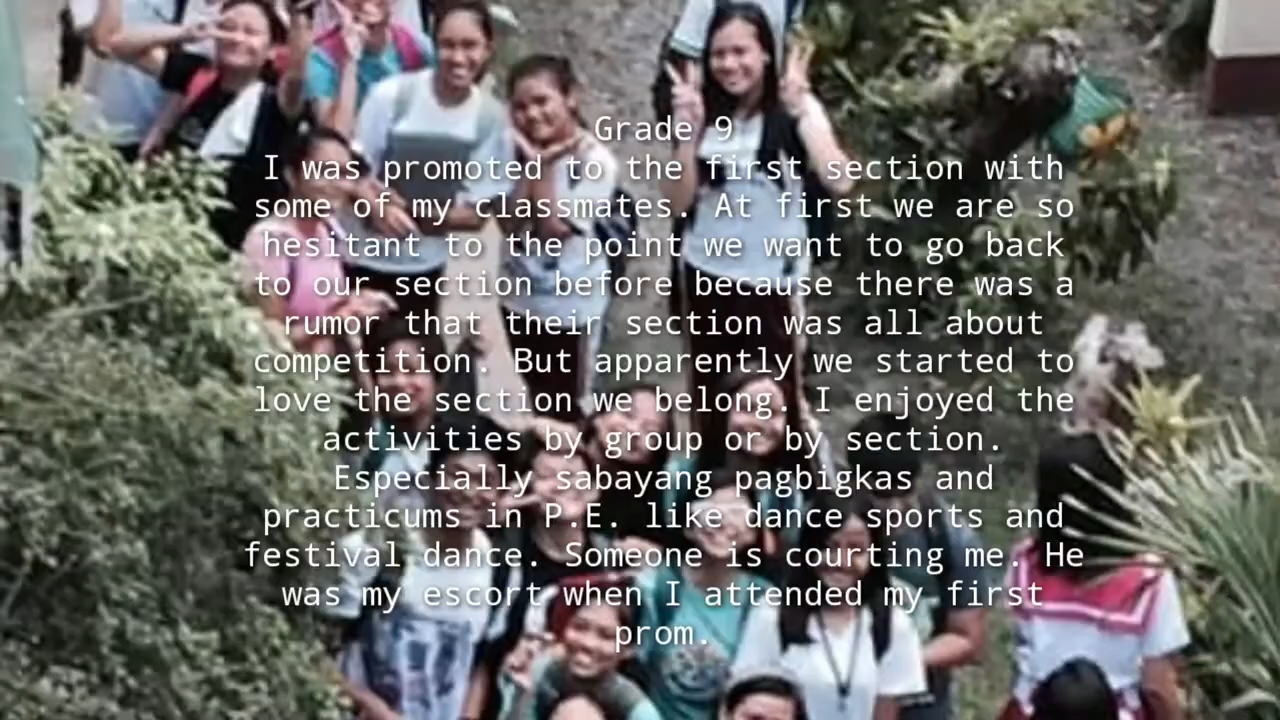 Grade 9
I was promoted to the first section with
some of my classmates. At first we are so
hesitant to the point we want to go back
to our section before because there was a
rumor that their section was all about
competition. But apparently we started to
love the section we belong. I enjoyed the
activities by group or by section.
Especially sabayang pagbigkas and
practicums in P.E. like dance sports and
festival dance. Someone is courting me. He
was my escort when I attended my first
prom.